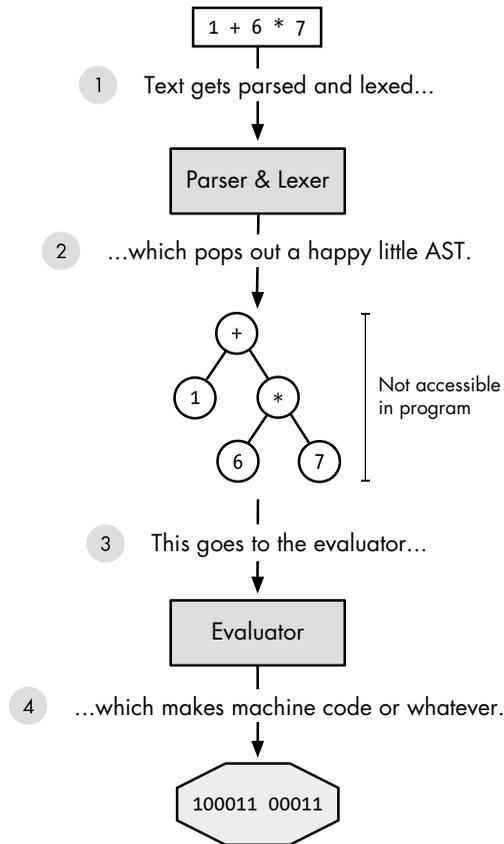 1 + 6 * 7
1 Text gets parsed and lexed...
Parser & Lexer
2 ...which pops out a happy little AST.
+
1 *
6 7
Not accessible
in program
3 This goes to the evaluator...
Evaluator
4 ...which makes machine code or whatever.
100011 00011